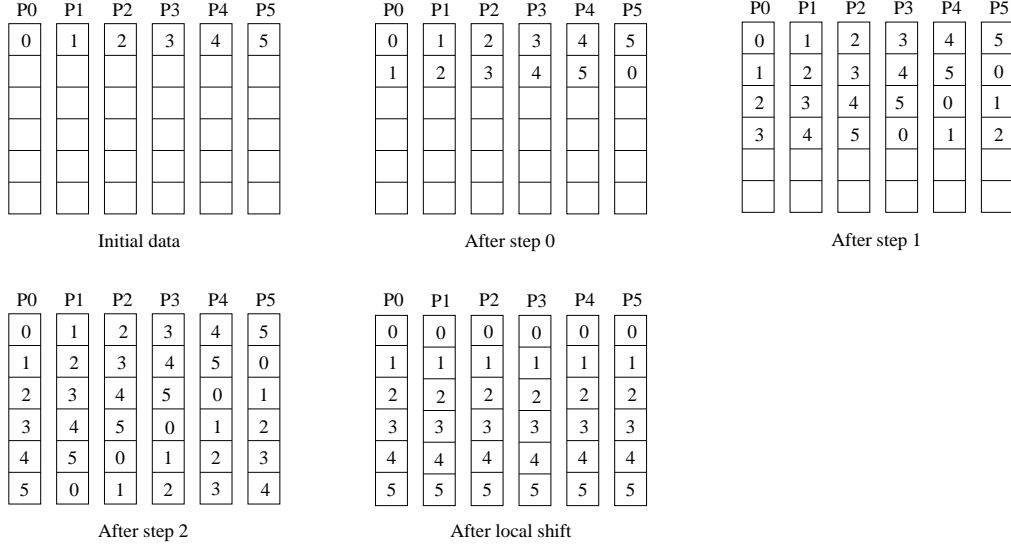 P0 P1 P2 P3 P4 P5
0 1 2 3 4 5
Initial data
P0 P1 P2 P3 P4 P5
0 1 2 3 4 5
1 2 3 4 5 0
After step 0
P0 P1 P2 P3 P4 P5
0 1 2 3 4 5
1 2 3 4 5 0
2 3 4 5 0 1
3 4 5 0 1 2
After step 1
P0 P1 P2 P3 P4 P5
0 1 2 3 4 5
1 2 3 4 5 0
2 3 4 5 0 1
3 4 5 0 1 2
4 5 0 1 2 3
5 0 1 2 3 4
After step 2
P0 P1 P2 P3 P4 P5
0 0 0 0 0 0
1 1 1 1 1 1
2 2 2 2 2 2
3 3 3 3 3 3
4 4 4 4 4 4
5 5 5 5 5 5
After local shift